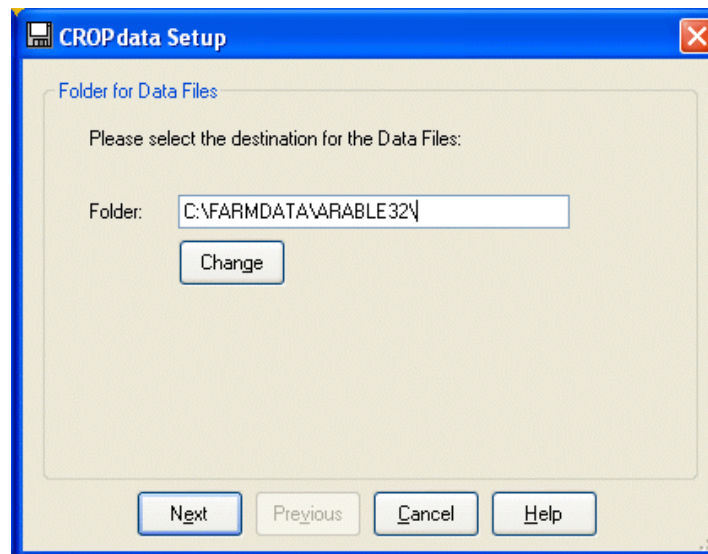 CROPdata Setup
Folder for Data Files
Please select the destination for the Data Files:
Folder: C:\FARMDATA\ARABLE32\
Change
Next Previous Cancel Help